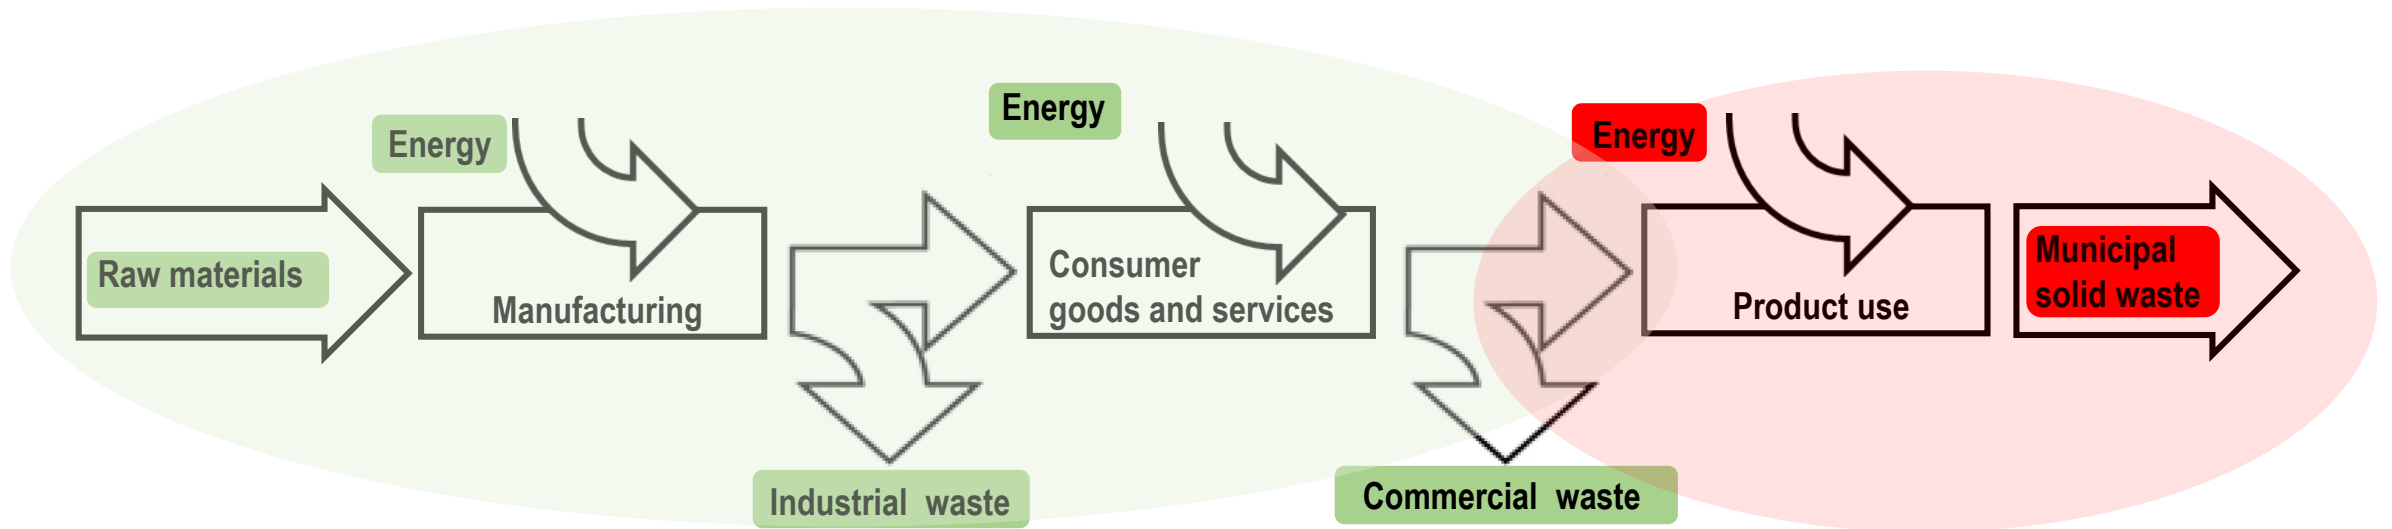 Energy
Energy
Energy
Raw materials
Manufacturing
Consumer
goods and services
Product use
Municipal
solid waste
Industrial waste
Commercial waste